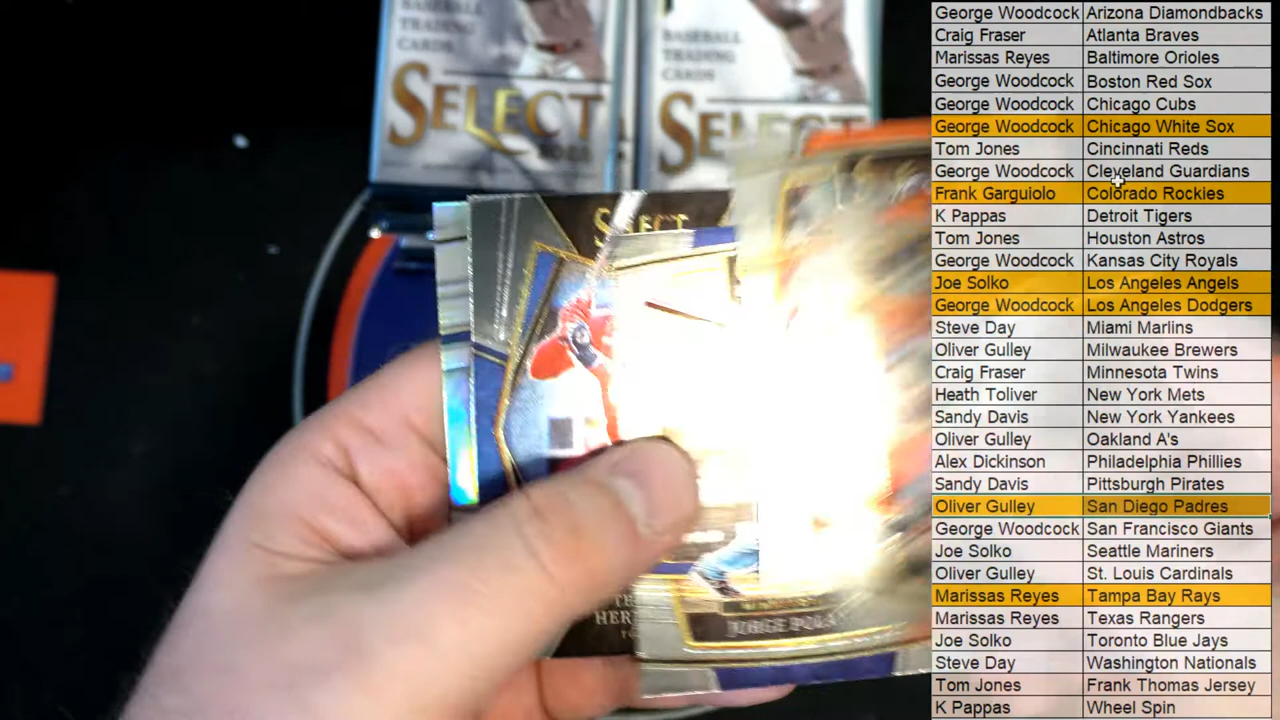 BASEBALL
TRADING
CARDS
SELECT
BASEBALL
TRADING
CARDS
SELECT
HER
JORGE
George Woodcock Arizona Diamondbacks
Craig Fraser Atlanta Braves
Marissas Reyes Baltimore Orioles
George Woodcock Boston Red Sox
George Woodcock Chicago Cubs
George Woodcock Chicago White Sox
Tom Jones Cincinnati Reds
George Woodcock Cleveland Guardians
Frank Garguiolo Colorado Rockies
K Pappas Detroit Tigers
Tom Jones Houston Astros
George Woodcock Kansas City Royals
Joe Solko Los Angeles Angels
George Woodcock Los Angeles Dodgers
Steve Day Miami Marlins
Oliver Gulley Milwaukee Brewers
Craig Fraser Minnesota Twins
Heath Toliver New York Mets
Sandy Davis New York Yankees
Oliver Gulley Oakland A's
Alex Dickinson Philadelphia Phillies
Sandy Davis Pittsburgh Pirates
Oliver Gulley San Diego Padres
George Woodcock San Francisco Giants
Joe Solko Seattle Mariners
Oliver Gulley St. Louis Cardinals
Marissas Reyes Tampa Bay Rays
Marissas Reyes Texas Rangers
Joe Solko Toronto Blue Jays
Steve Day Washington Nationals
Tom Jones Frank Thomas Jersey
K Pappas Wheel Spin